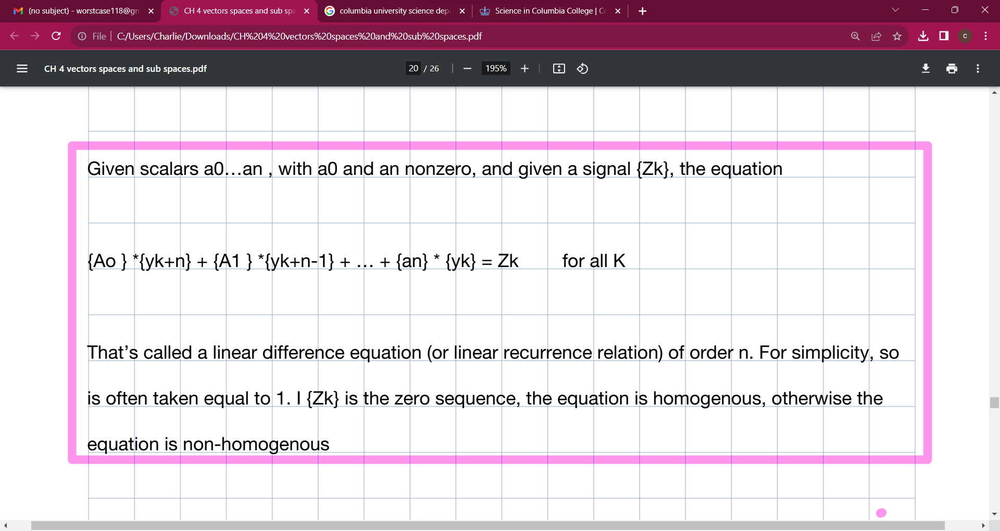 (no subject) - worstcase118@gm
CH 4 vectors spaces and sub spa
columbia university science depa
Science in Columbia College | Co
File
C:/Users/Charlie/Downloads/CH%204%20vectors%20spaces%20and%20sub%20spaces.pdf
c
CH 4 vectors spaces and sub spaces.pdf
20 / 26
195%
Given scalars a0...an , with a0 and an nonzero, and given a signal {Zk}, the equation
{Ao } *{yk+n} + {A1 } *{yk+n-1} + ... + {an} * {yk} = Zk for all K
That’s called a linear difference equation (or linear recurrence relation) of order n. For simplicity, so
is often taken equal to 1. I {Zk} is the zero sequence, the equation is homogenous, otherwise the
equation is non-homogenous